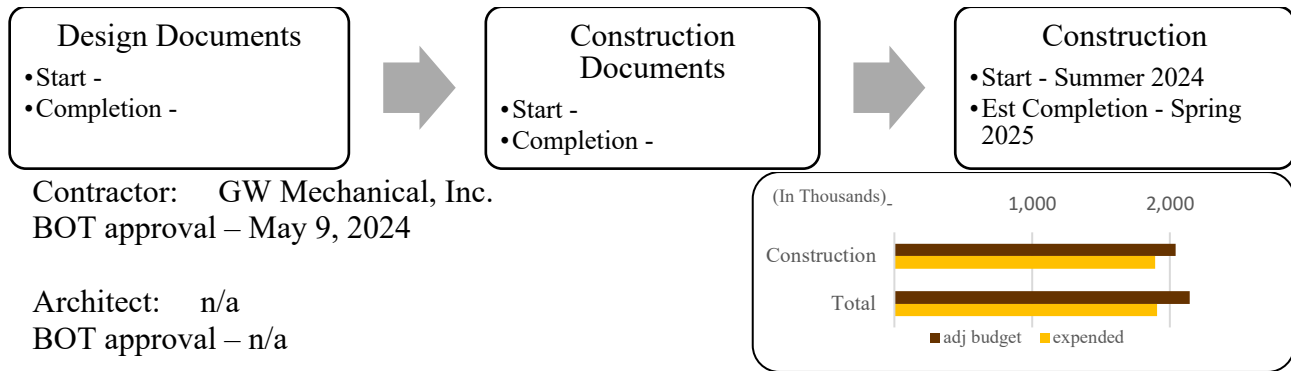 Design Documents
•Start -
•Completion -
Construction
Documents
•Start -
•Completion -
Construction
•Start - Summer 2024
•Est Completion - Spring
2025
Contractor: GW Mechanical, Inc.
BOT approval – May 9, 2024
Architect: n/a
BOT approval – n/a
(In Thousands) -
1,000
2,000
Construction
Total
adj budget
expended